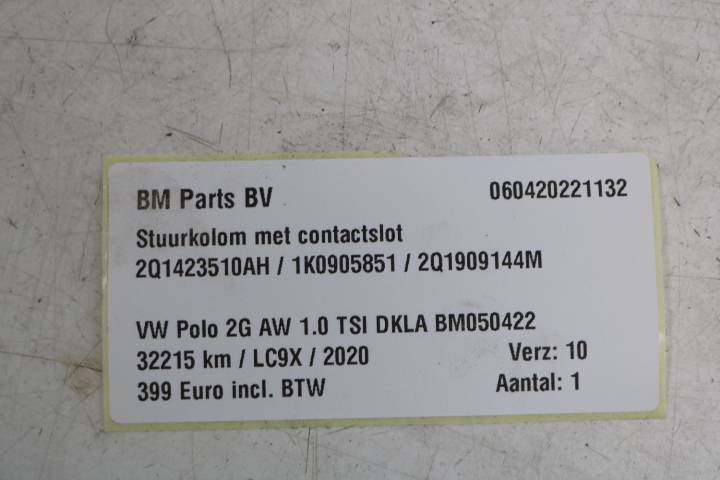 BM Parts BV 060420221132
Stuurkolom met contactslot
2Q1423510AH / 1K0905851 / 2Q1909144M
VW Polo 2G AW 1.0 TSI DKLA BM050422
32215 km / LC9X / 2020 Verz: 10
399 Euro incl. BTW Aantal: 1